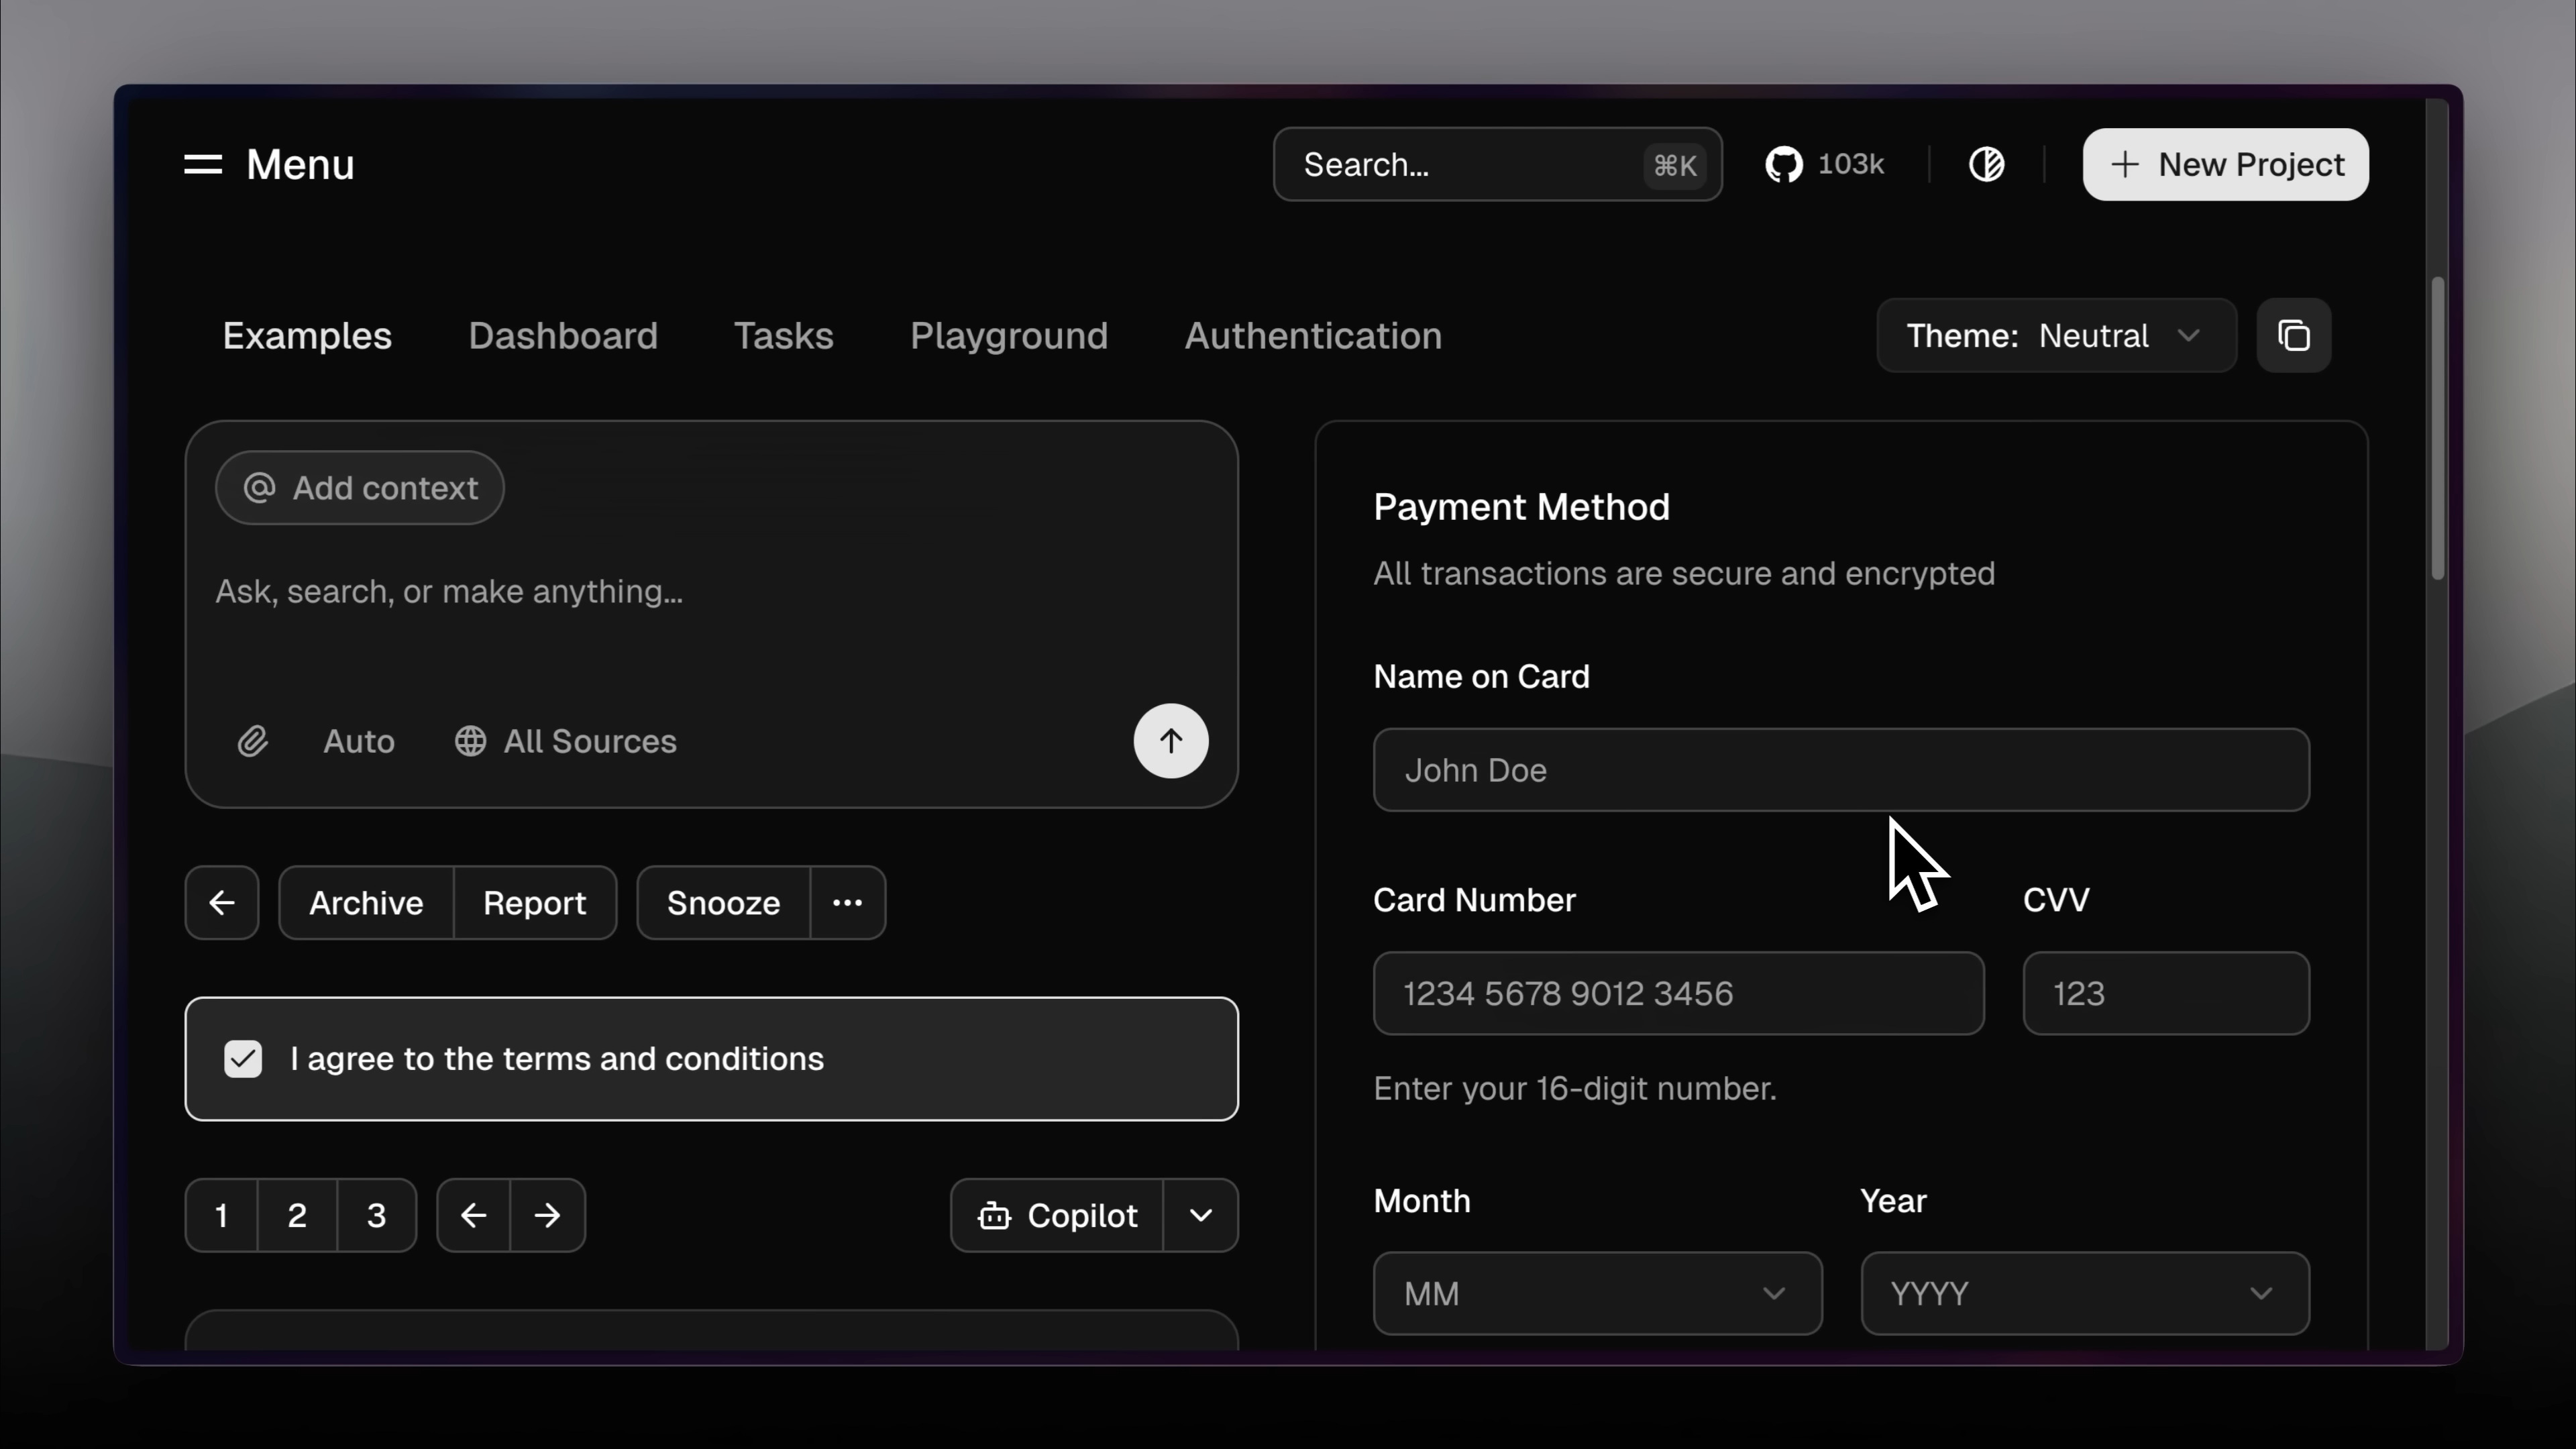 Menu
Search... ⌘K
103k
New Project
Examples Dashboard Tasks Playground Authentication
Theme: Neutral
Add context
Ask, search, or make anything...
Auto All Sources
Archive Report Snooze
I agree to the terms and conditions
1 2 3
Copilot
Payment Method
All transactions are secure and encrypted
Name on Card
John Doe
Card Number CVV
1234 5678 9012 3456 123
Enter your 16-digit number.
Month Year
MM YYYY